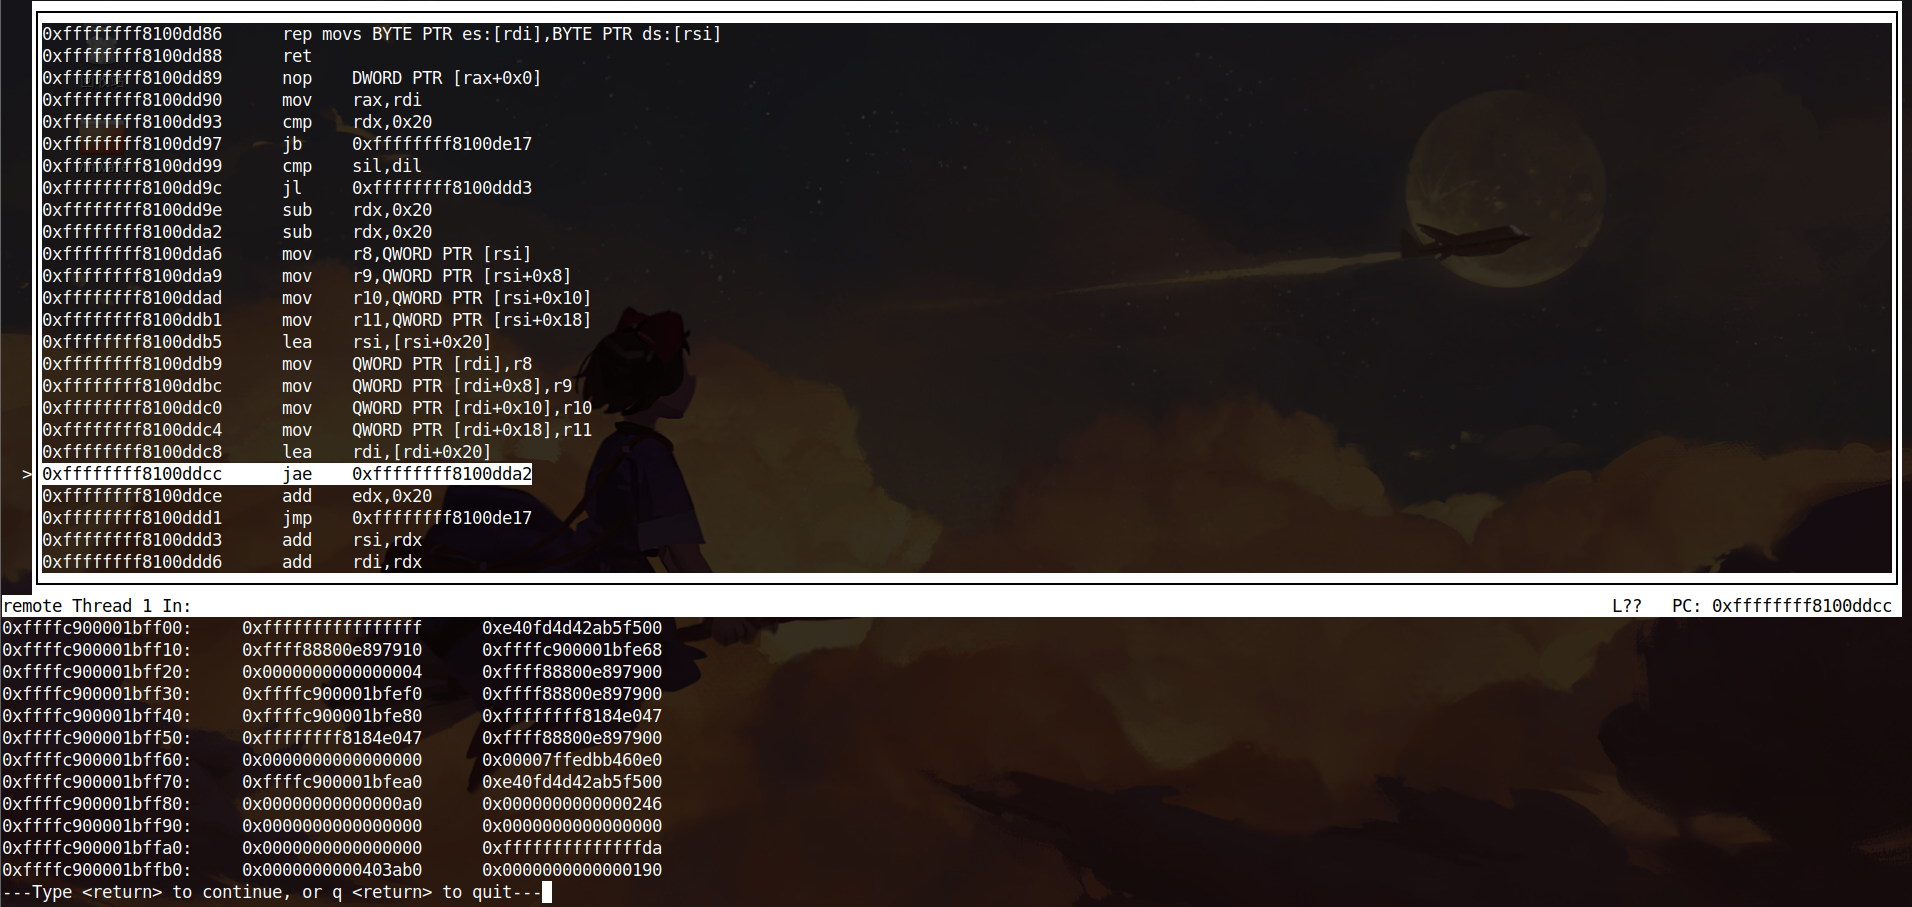 0xffffffff8100dd86      rep movs BYTE PTR es:[rdi],BYTE PTR ds:[rsi]
0xffffffff8100dd88      ret
0xffffffff8100dd89      nop    DWORD PTR [rax+0x0]
0xffffffff8100dd90      mov    rax,rdi
0xffffffff8100dd93      cmp    rdx,0x20
0xffffffff8100dd97      jb     0xffffffff8100de17
0xffffffff8100dd99      cmp    sil,dil
0xffffffff8100dd9c      jl     0xffffffff8100ddd3
0xffffffff8100dd9e      sub    rdx,0x20
0xffffffff8100dda2      sub    rdx,0x20
0xffffffff8100dda6      mov    r8,QWORD PTR [rsi]
0xffffffff8100dda9      mov    r9,QWORD PTR [rsi+0x8]
0xffffffff8100ddad      mov    r10,QWORD PTR [rsi+0x10]
0xffffffff8100ddb1      mov    r11,QWORD PTR [rsi+0x18]
0xffffffff8100ddb5      lea    rsi,[rsi+0x20]
0xffffffff8100ddb9      mov    QWORD PTR [rdi],r8
0xffffffff8100ddbc      mov    QWORD PTR [rdi+0x8],r9
0xffffffff8100ddc0      mov    QWORD PTR [rdi+0x10],r10
0xffffffff8100ddc4      mov    QWORD PTR [rdi+0x18],r11
0xffffffff8100ddc8      lea    rdi,[rdi+0x20]
> 0xffffffff8100ddcc      jae    0xffffffff8100dda2
0xffffffff8100ddce      add    edx,0x20
0xffffffff8100ddd1      jmp    0xffffffff8100de17
0xffffffff8100ddd3      add    rsi,rdx
0xffffffff8100ddd6      add    rdi,rdx
remote Thread 1 In:      L??   PC: 0xffffffff8100ddcc
0xffffc900001bff00:     0xffffffffffffffff      0xe40fd4d42ab5f500
0xffffc900001bff10:     0xffff88800e897910      0xffffc900001bfe68
0xffffc900001bff20:     0x0000000000000004      0xffff88800e897900
0xffffc900001bff30:     0xffffc900001bfef0      0xffff88800e897900
0xffffc900001bff40:     0xffffc900001bfe80      0xffffffff8184e047
0xffffc900001bff50:     0xffffffff8184e047      0xffff88800e897900
0xffffc900001bff60:     0x0000000000000000      0x00007ffedbb460e0
0xffffc900001bff70:     0xffffc900001bfea0      0xe40fd4d42ab5f500
0xffffc900001bff80:     0x00000000000000a0      0x0000000000000246
0xffffc900001bff90:     0x0000000000000000      0x0000000000000000
0xffffc900001bffa0:     0x0000000000000000      0xffffffffffffffda
0xffffc900001bffb0:     0x0000000000403ab0      0x0000000000000190
---Type <return> to continue, or q <return> to quit---